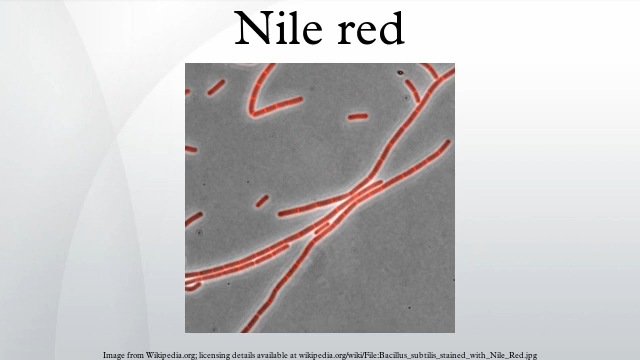 Nile red
Image from Wikipedia.org; licensing details available at wikipedia.org/wiki/File:Bacillus_subtilis_stained_with_Nile_Red.jpg